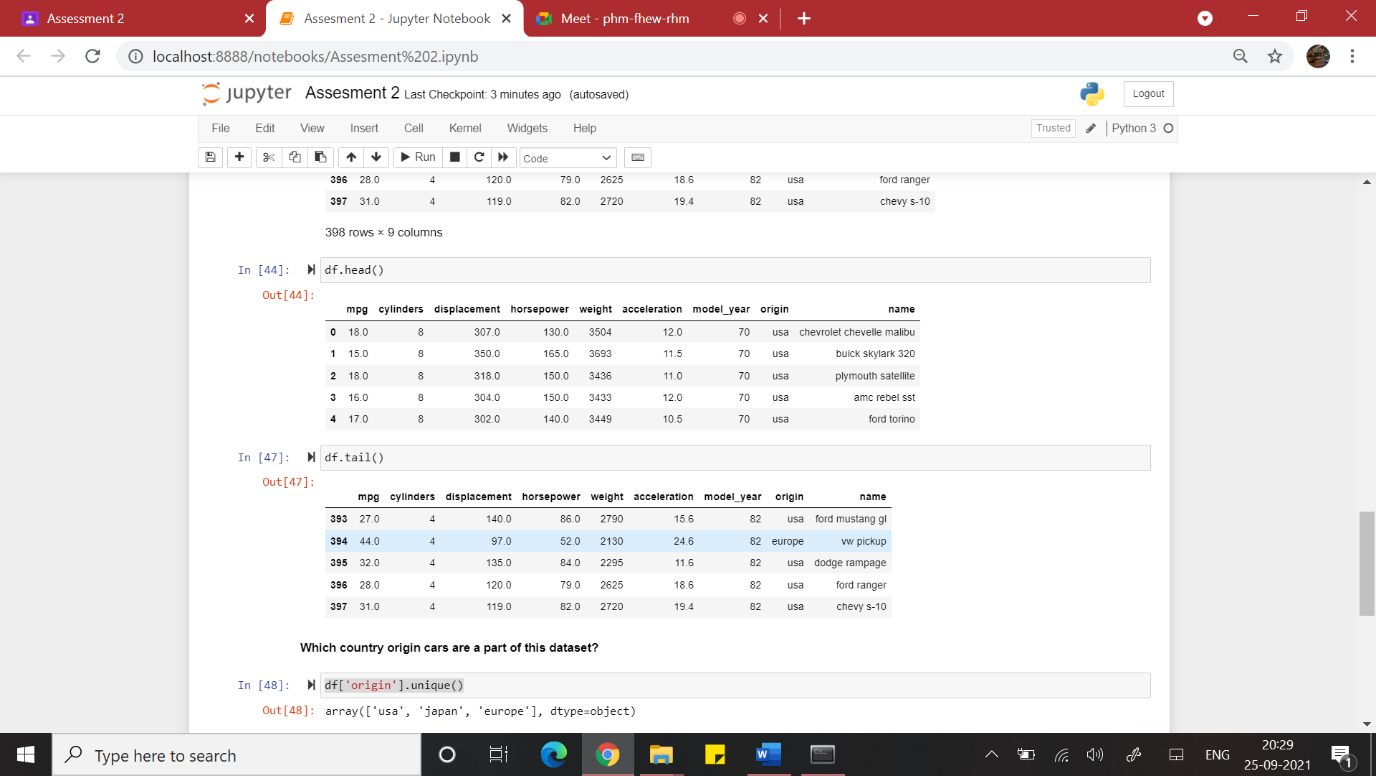 Assessment 2
Assesment 2 - Jupyter Notebook
Meet - phm-fhew-rhm
localhost:8888/notebooks/Assesment%202.ipynb
jupyter Assesment 2 Last Checkpoint: 3 minutes ago (autosaved)
Logout
File Edit View Insert Cell Kernel Widgets Help
Trusted Python 3
Run Code
396 28.0 4 120.0 79.0 2625 18.6 82 usa ford ranger
397 31.0 4 119.0 82.0 2720 19.4 82 usa chevy s-10
398 rows × 9 columns
In [44]: df.head()
Out[44]:
mpg cylinders displacement horsepower weight acceleration model_year origin name
0 18.0 8 307.0 130.0 3504 12.0 70 usa chevrolet chevelle malibu
1 15.0 8 350.0 165.0 3693 11.5 70 usa buick skylark 320
2 18.0 8 318.0 150.0 3436 11.0 70 usa plymouth satellite
3 16.0 8 304.0 150.0 3433 12.0 70 usa amc rebel sst
4 17.0 8 302.0 140.0 3449 10.5 70 usa ford torino
In [47]: df.tail()
Out[47]:
mpg cylinders displacement horsepower weight acceleration model_year origin name
393 27.0 4 140.0 86.0 2790 15.6 82 usa ford mustang gl
394 44.0 4 97.0 52.0 2130 24.6 82 europe vw pickup
395 32.0 4 135.0 84.0 2295 11.6 82 usa dodge rampage
396 28.0 4 120.0 79.0 2625 18.6 82 usa ford ranger
397 31.0 4 119.0 82.0 2720 19.4 82 usa chevy s-10
Which country origin cars are a part of this dataset?
In [48]: df['origin'].unique()
Out[48]: array(['usa', 'japan', 'europe'], dtype=object)
Type here to search
ENG
20:29
25-09-2021
1